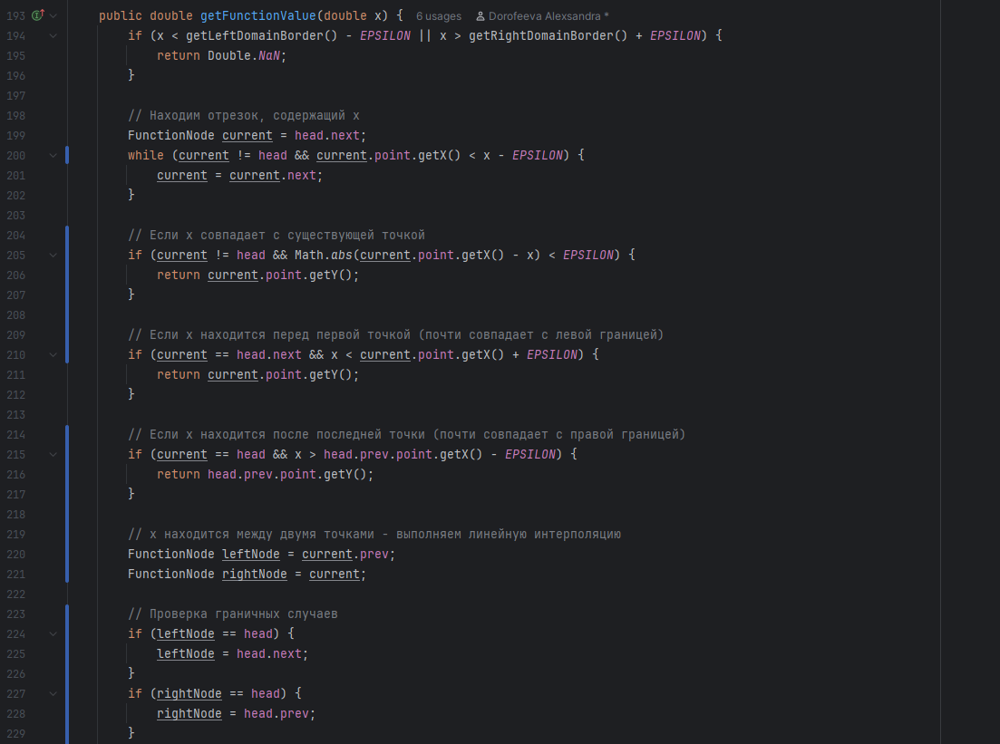 193 public double getFunctionValue(double x) { 6 usages Dorofeeva Alexsandra *
194 if (x < getLeftDomainBorder() - EPSILON || x > getRightDomainBorder() + EPSILON) {
195 return Double.NaN;
196 }
197
198 // Находим отрезок, содержащий x
199 FunctionNode current = head.next;
200 while (current != head && current.point.getX() < x - EPSILON) {
201 current = current.next;
202 }
203
204 // Если x совпадает с существующей точкой
205 if (current != head && Math.abs(current.point.getX() - x) < EPSILON) {
206 return current.point.getY();
207 }
208
209 // Если x находится перед первой точкой (почти совпадает с левой границей)
210 if (current == head.next && x < current.point.getX() + EPSILON) {
211 return current.point.getY();
212 }
213
214 // Если x находится после последней точки (почти совпадает с правой границей)
215 if (current == head && x > head.prev.point.getX() - EPSILON) {
216 return head.prev.point.getY();
217 }
218
219 // x находится между двумя точками - выполняем линейную интерполяцию
220 FunctionNode leftNode = current.prev;
221 FunctionNode rightNode = current;
222
223 // Проверка граничных случаев
224 if (leftNode == head) {
225 leftNode = head.next;
226 }
227 if (rightNode == head) {
228 rightNode = head.prev;
229 }